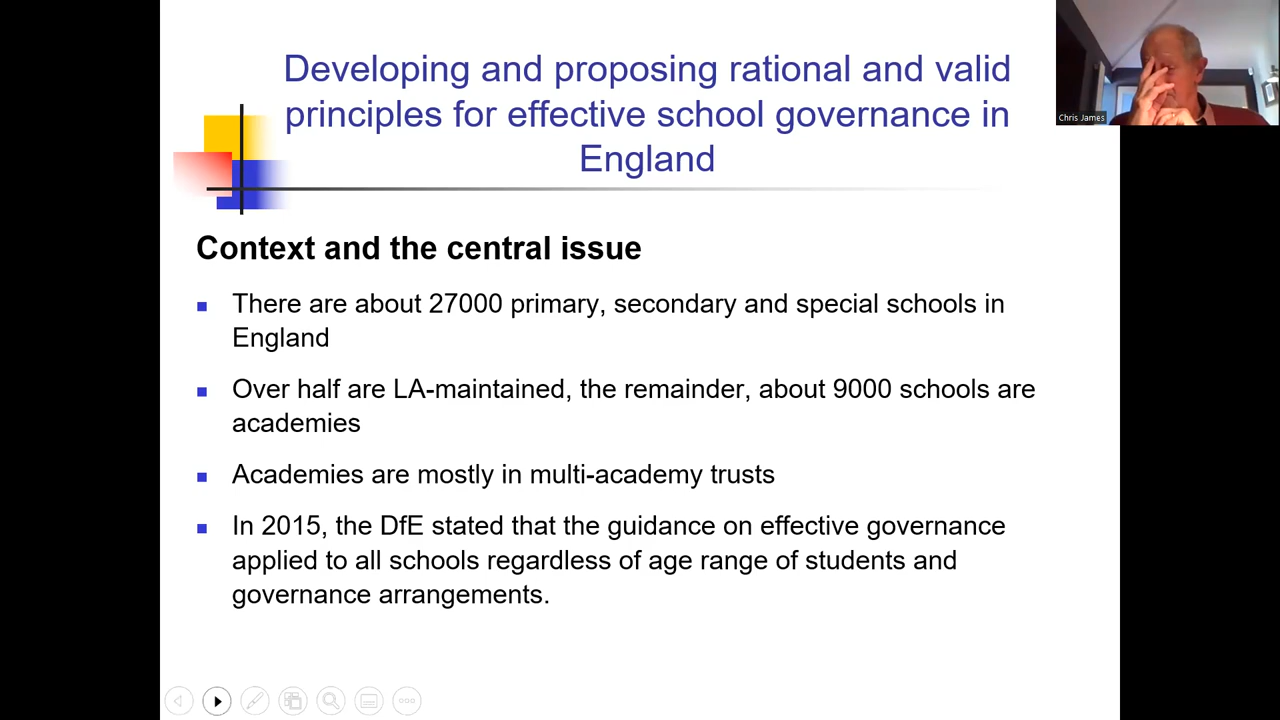 Developing and proposing rational and valid
principles for effective school governance in
England
Chris James
Context and the central issue
There are about 27000 primary, secondary and special schools in
England
Over half are LA-maintained, the remainder, about 9000 schools are
academies
Academies are mostly in multi-academy trusts
In 2015, the DfE stated that the guidance on effective governance
applied to all schools regardless of age range of students and
governance arrangements.